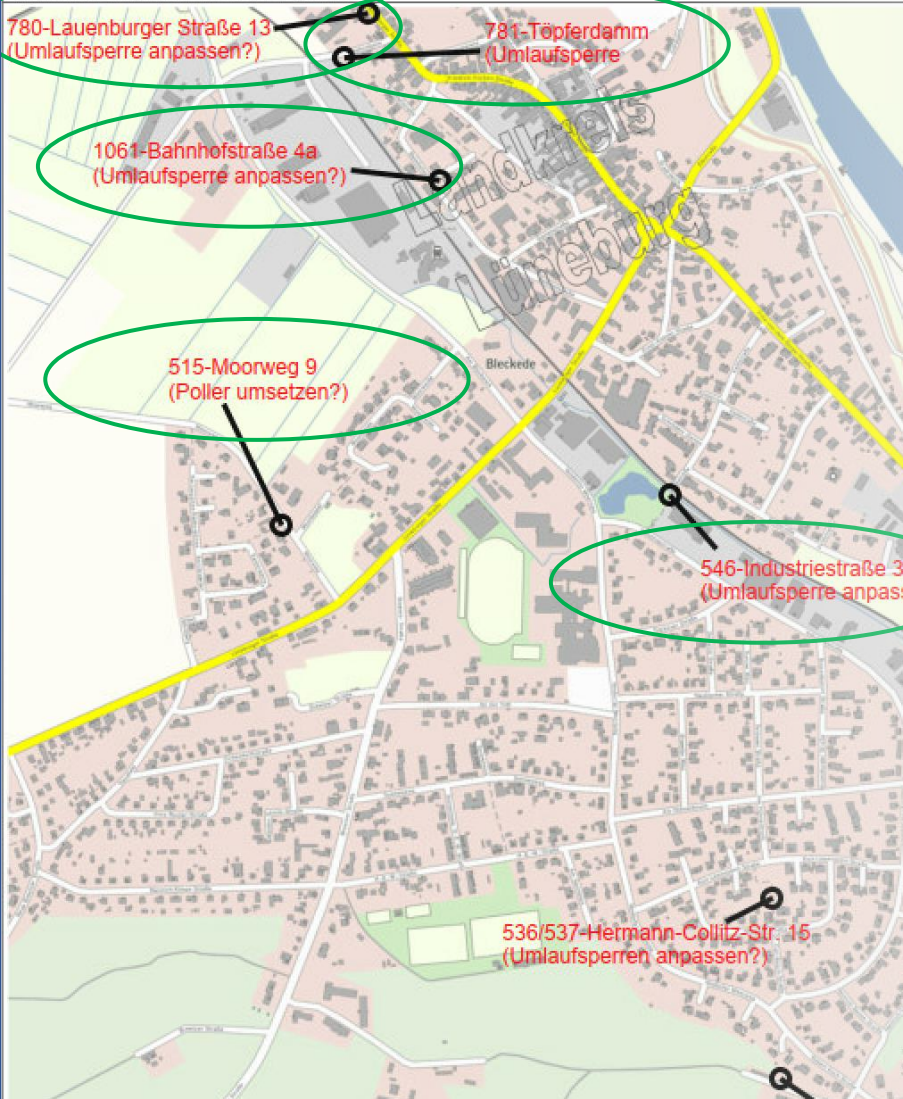 780-Lauenburger Straße 13
(Umlaufsperre anpassen?)
781-Töpferdamm
(Umlaufsperre
1061-Bahnhofstraße 4a
(Umlaufsperre anpassen?)
Landkreis
Lüneburg
515-Moorweg 9
(Poller umsetzen?)
Bleckede
546-Industriestraße 3
(Umlaufsperre anpass
536/537-Hermann-Collitz-Str. 15
(Umlaufsperren anpassen?)